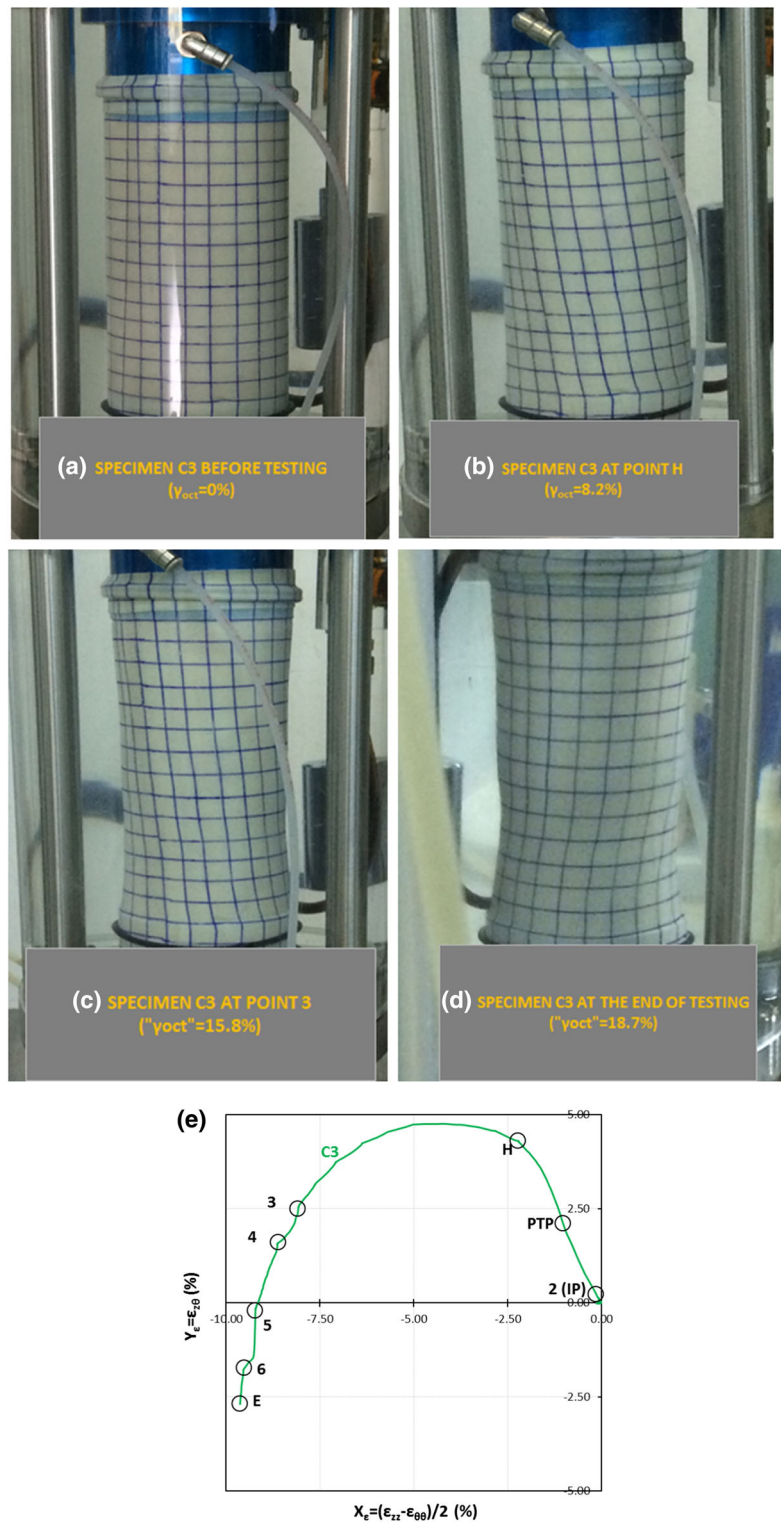 (a) SPECIMEN C3 BEFORE TESTING
(γoct=0%)
(b) SPECIMEN C3 AT POINT H
(γoct=8.2%)
(c) SPECIMEN C3 AT POINT 3
("γoct"=15.8%)
(d) SPECIMEN C3 AT THE END OF TESTING
("γoct"=18.7%)
(e)
5.00
C3
H
3
2.50
PTP
4
2 (IP)
0.00
-10.00 -7.50 -5.00 -2.50 0.00
5
6
-2.50
E
-5.00
Yε=εzθ (%)
Xε=(εzz-εθθ)/2 (%)